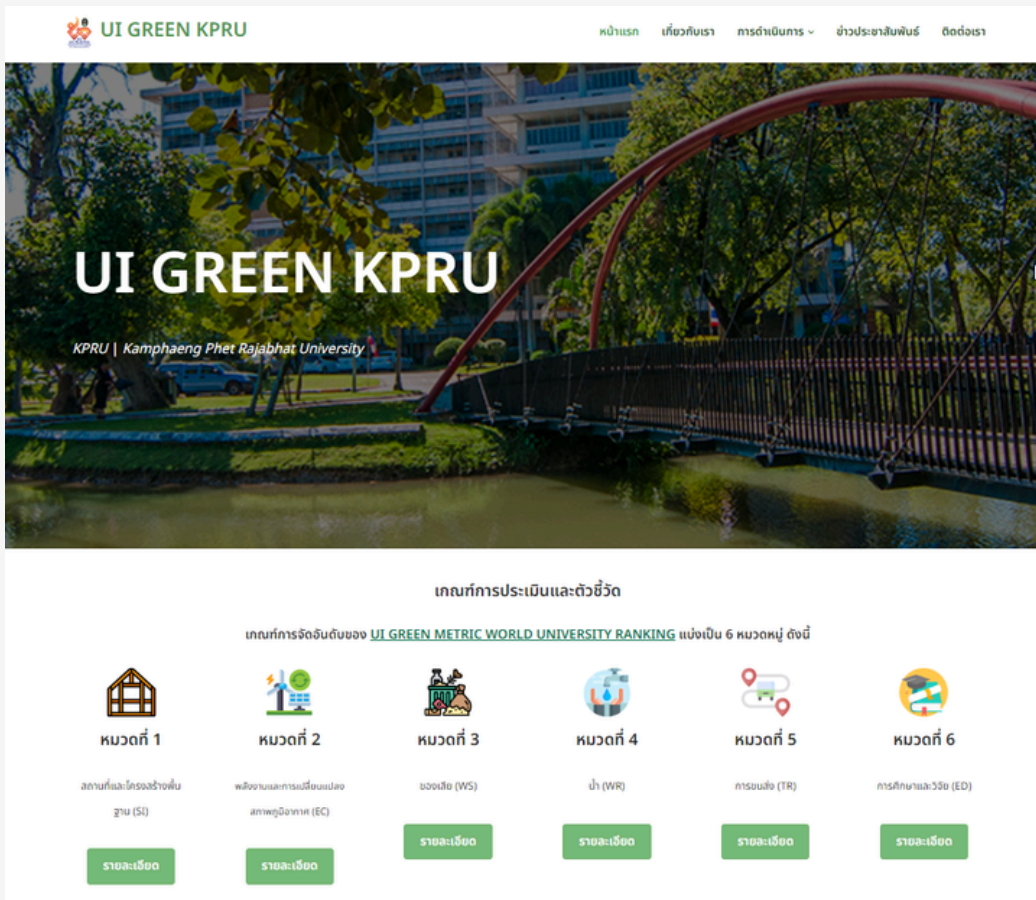 UI GREEN KPRU
หน้าแรก เกี่ยวกับเรา การดำเนินการ ข่าวประชาสัมพันธ์ ติดต่อเรา
UI GREEN KPRU
KPRU | Kamphaeng Phet Rajabhat University
เกณฑ์การประเมินและตัวชี้วัด
เกณฑ์การจัดอันดับของ UI GREEN METRIC WORLD UNIVERSITY RANKING แบ่งเป็น 6 หมวดหมู่ ดังนี้
หมวดที่ 1
สถานที่และโครงสร้างพื้น
ฐาน (SI)
รายละเอียด
หมวดที่ 2
พลังงานและการเปลี่ยนแปลง
สภาพภูมิอากาศ (EC)
รายละเอียด
หมวดที่ 3
ของเสีย (WS)
รายละเอียด
หมวดที่ 4
น้ำ (WR)
รายละเอียด
หมวดที่ 5
การขนส่ง (TR)
รายละเอียด
หมวดที่ 6
การศึกษาและวิจัย (ED)
รายละเอียด